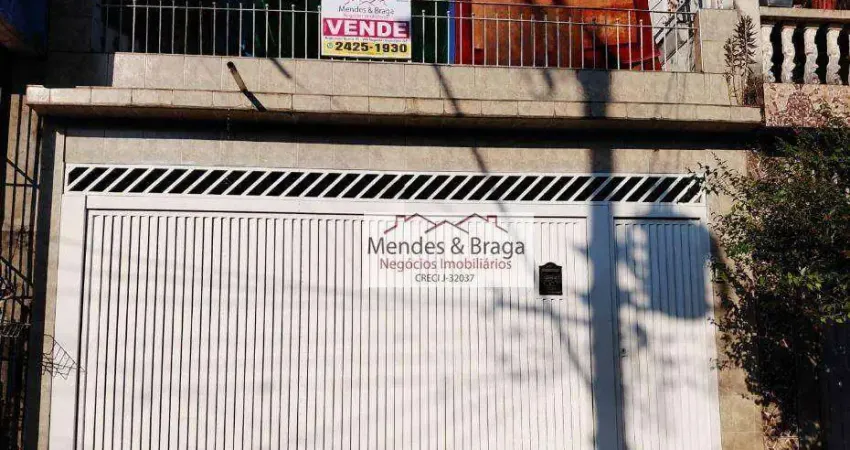 Mendes & Braga
VENDE
2425-1930
Mendes & Braga
Negócios Imobiliários
CRECI J-32037